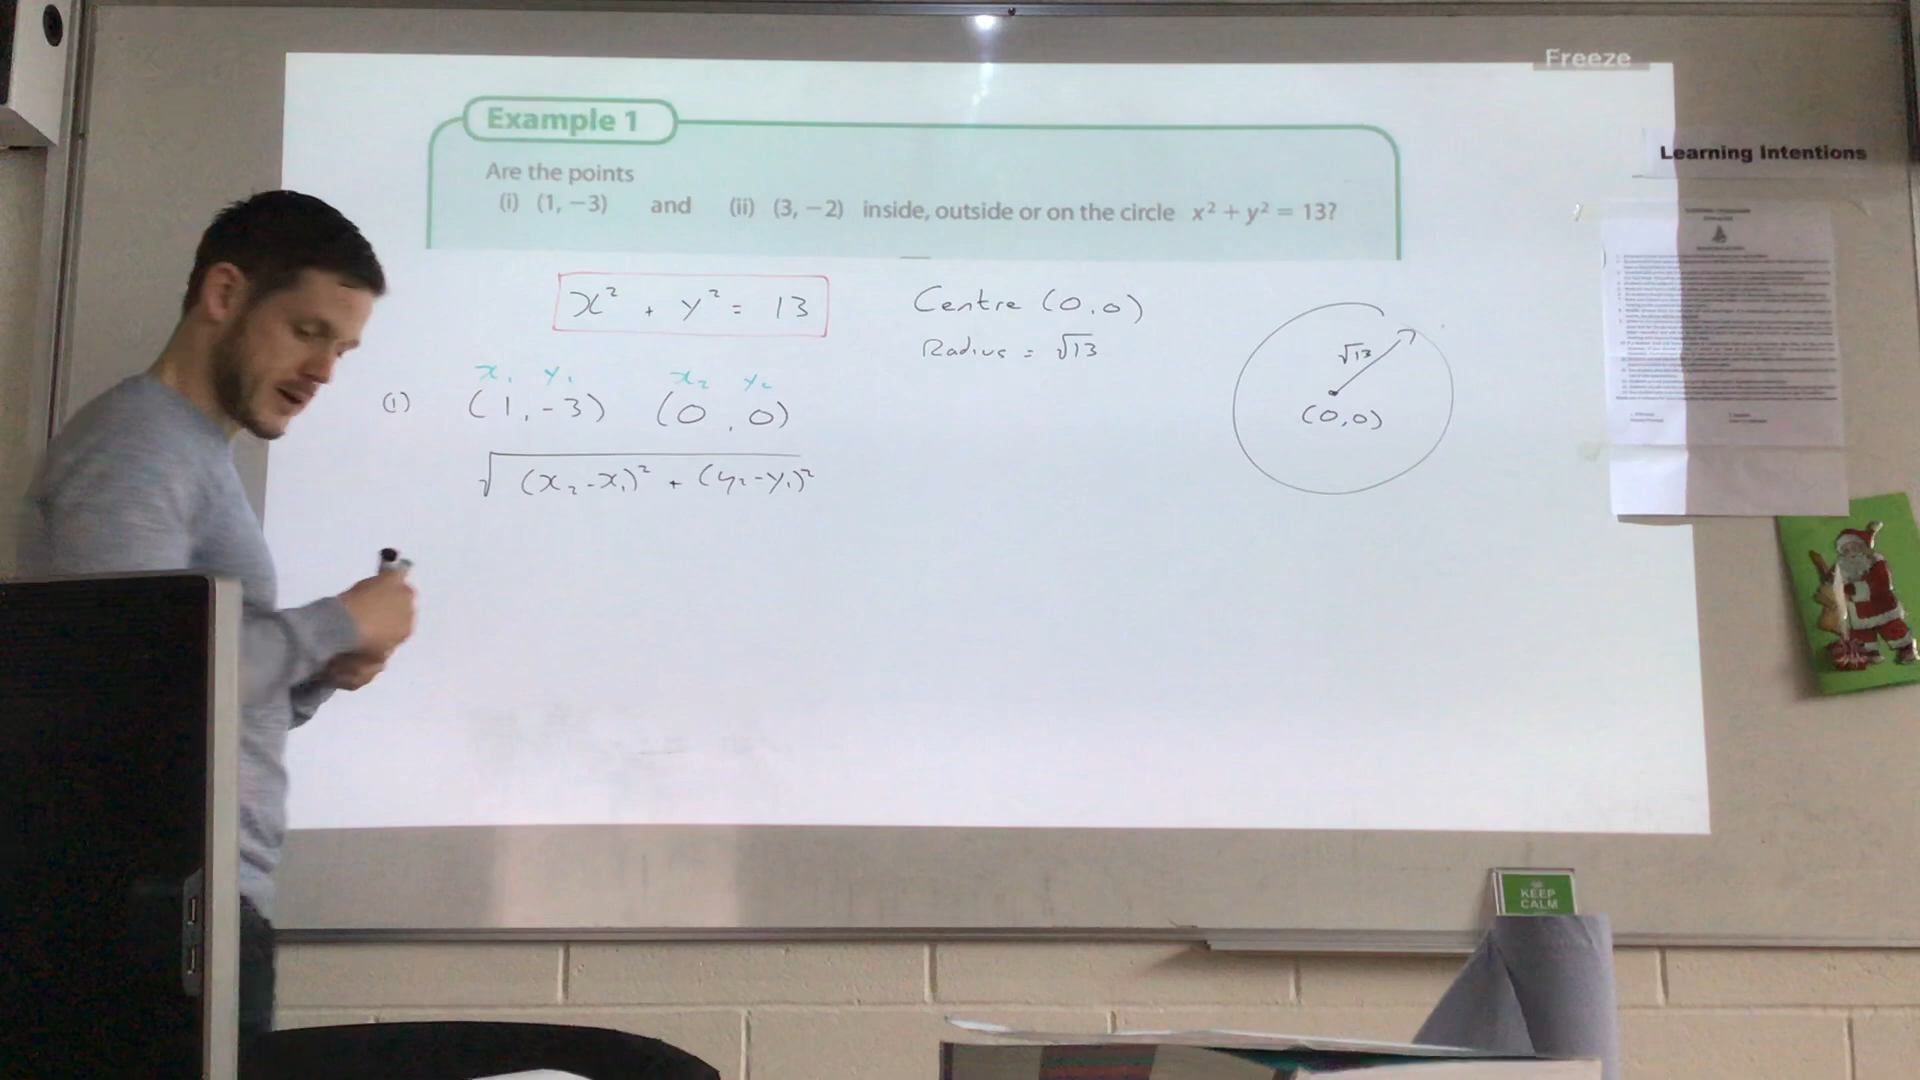 Freeze
Example 1
Are the points
(i) (1, −3) and (ii) (3, −2) inside, outside or on the circle x² + y² = 13?
Learning Intentions
x² + y² = 13
Centre (0,0)
Radius = √13
x₁ y₁ x₂ y₂
(i) (1,-3) (0,0)
√(x₂-x₁)² + (y₂-y₁)²
√13
(0,0)
KEEP
CALM